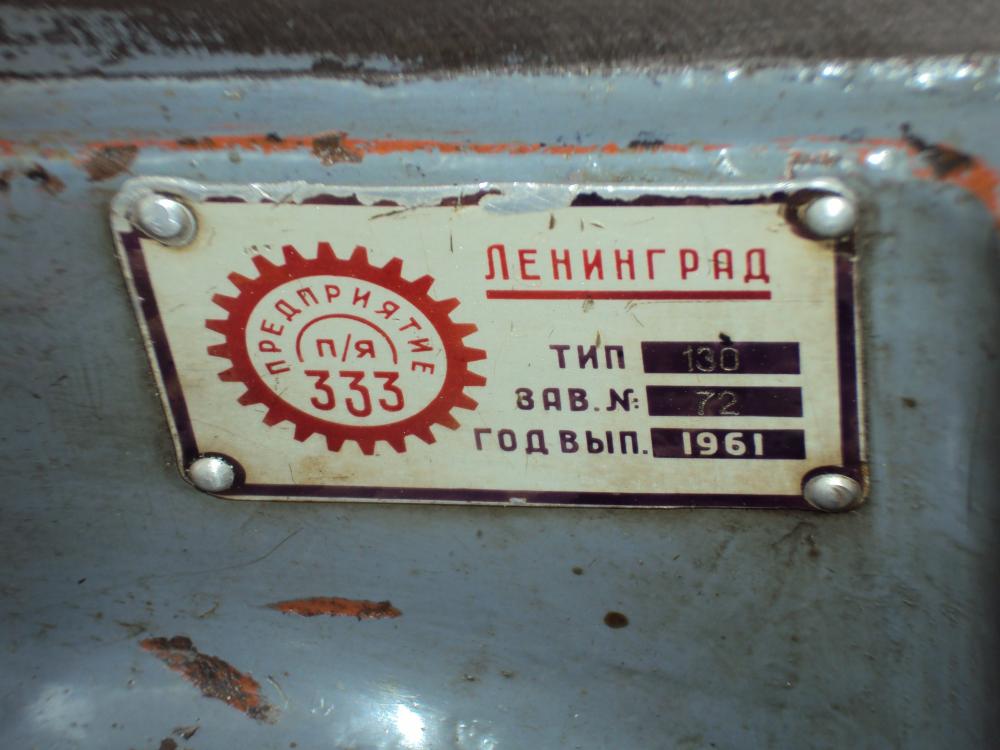 ПРЕДПРИЯТИЕ
п/я
333
ЛЕНИНГРАД
ТИП 130
ЗАВ. №: 72
ГОД ВЫП. 1961